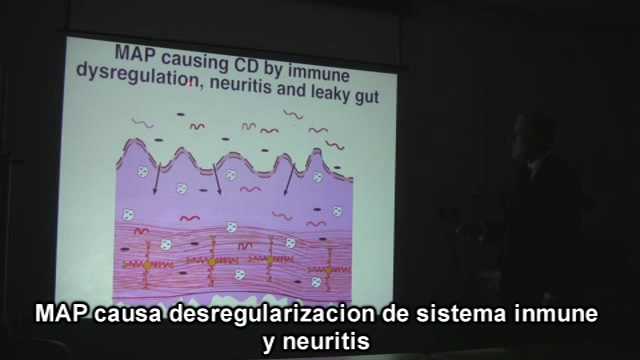 MAP causing CD by immune
dysregulation, neuritis and leaky gut
MAP causa desregularizacion de sistema inmune
y neuritis